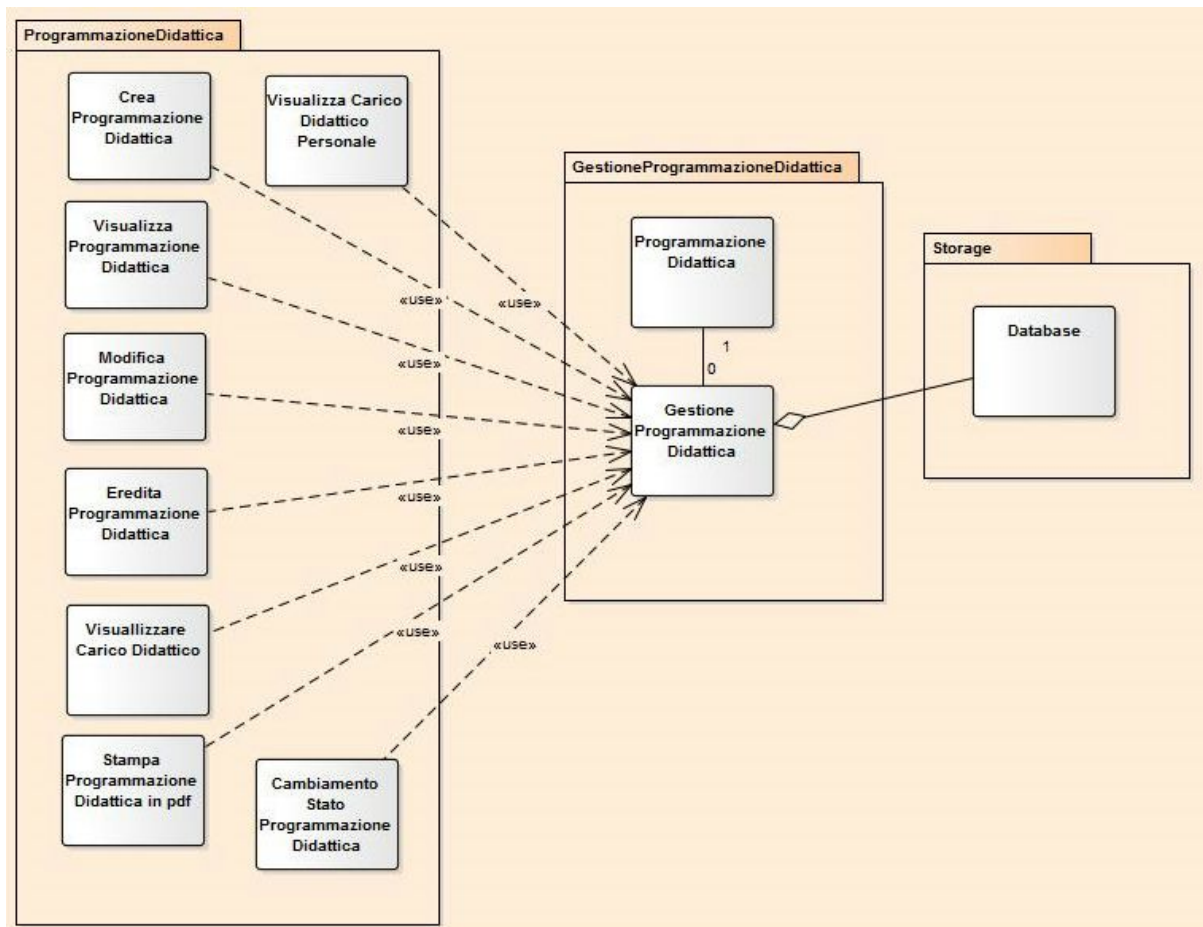 ProgrammazioneDidattica
Crea
Programmazione
Didattica
Visualizza Carico
Didattico
Personale
Visualizza
Programmazione
Didattica
Modifica
Programmazione
Didattica
Eredita
Programmazione
Didattica
Visuallizzare
Carico Didattico
Stampa
Programmazione
Didattica in pdf
Cambiamento
Stato
Programmazione
Didattica
«use»
«use»
«use»
«use»
«use»
«use»
«use»
«use»
GestioneProgrammazioneDidattica
Programmazione
Didattica
1
0
Gestione
Programmazione
Didattica
Storage
Database